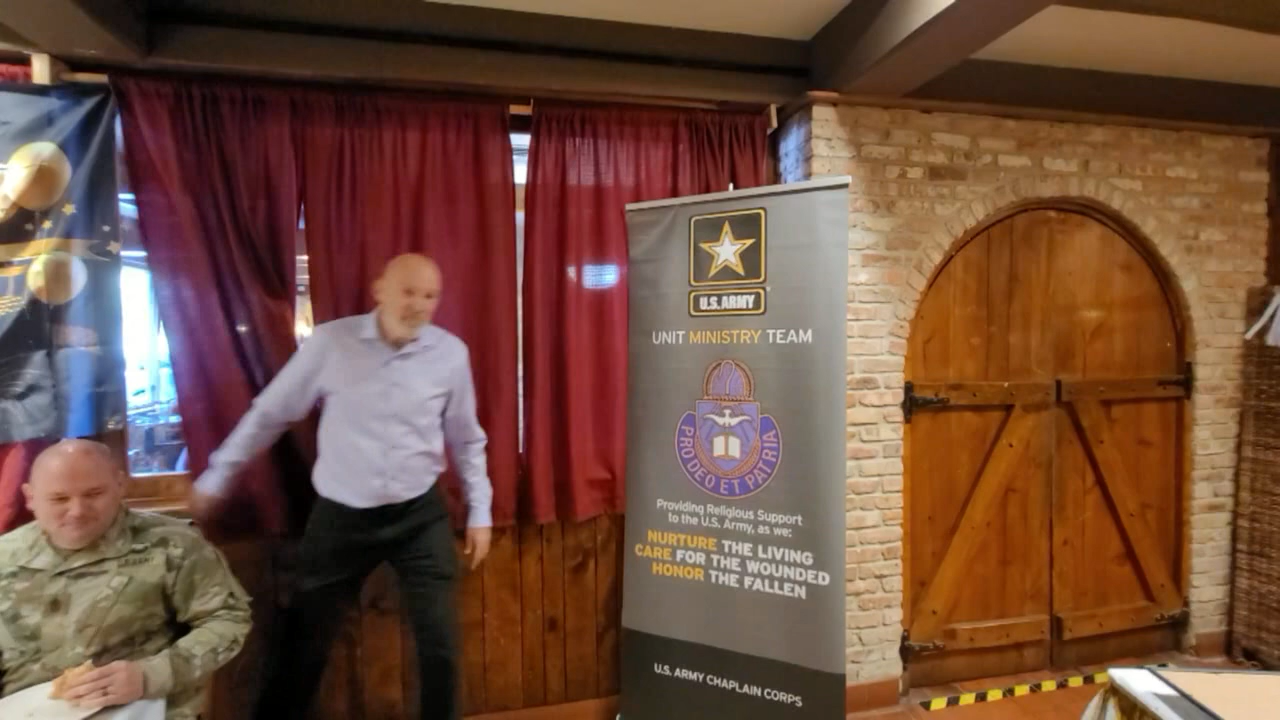 U.S. ARMY
UNIT MINISTRY TEAM
PRO DEO ET PATRIA
Providing Religious Support
to the U.S. Army, as we:
NURTURE THE LIVING
CARE FOR THE WOUNDED
HONOR THE FALLEN
U.S. ARMY CHAPLAIN CORPS